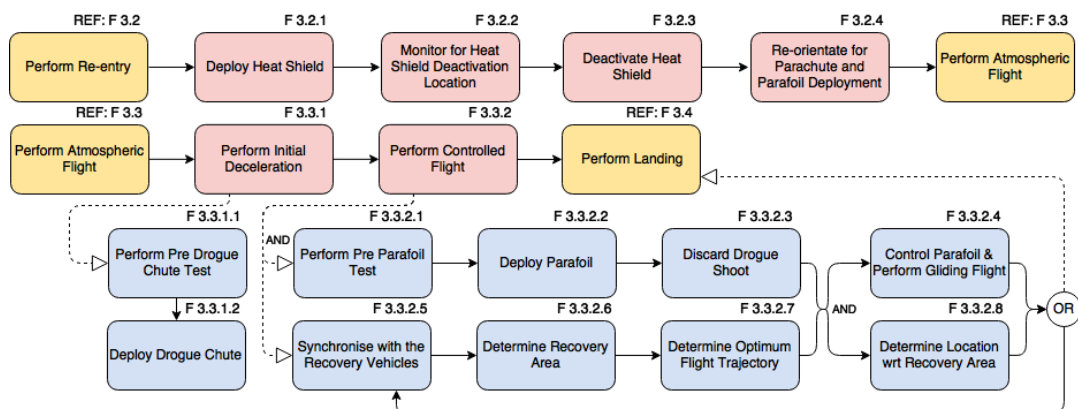 REF: F 3.2
F 3.2.1
F 3.2.2
F 3.2.3
F 3.2.4
REF: F 3.3
Perform Re-entry
Deploy Heat Shield
Monitor for Heat
Shield Deactivation
Location
Deactivate Heat
Shield
Re-orientate for
Parachute and
Parafoil Deployment
Perform Atmospheric
Flight
REF: F 3.3
F 3.3.1
F 3.3.2
REF: F 3.4
Perform Atmospheric
Flight
Perform Initial
Deceleration
Perform Controlled
Flight
Perform Landing
F 3.3.1.1
F 3.3.2.1
F 3.3.2.2
F 3.3.2.3
F 3.3.2.4
AND
Perform Pre Drogue
Chute Test
Perform Pre Parafoil
Test
Deploy Parafoil
Discard Drogue
Shoot
Control Parafoil &
Perform Gliding Flight
F 3.3.1.2
F 3.3.2.5
F 3.3.2.6
F 3.3.2.7
AND
F 3.3.2.8
OR
Deploy Drogue Chute
Synchronise with the
Recovery Vehicles
Determine Recovery
Area
Determine Optimum
Flight Trajectory
Determine Location
wrt Recovery Area